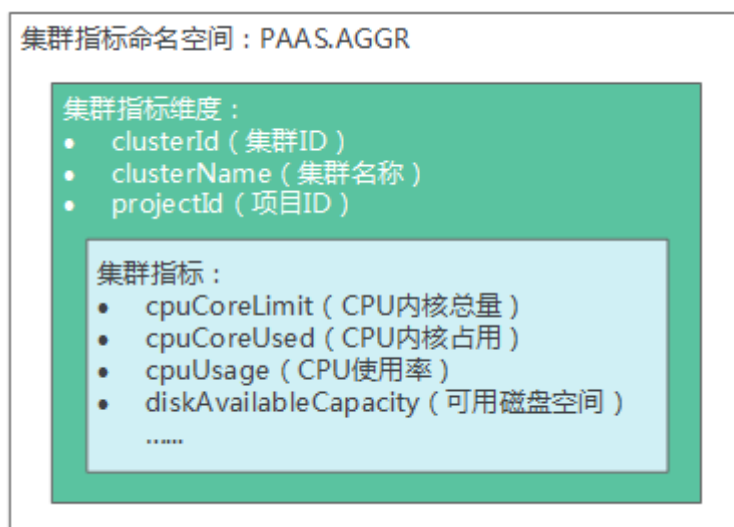 集群指标命名空间：PAAS.AGGR
集群指标维度：
• clusterId（集群ID）
• clusterName（集群名称）
• projectId（项目ID）
集群指标：
• cpuCoreLimit（CPU内核总量）
• cpuCoreUsed（CPU内核占用）
• cpuUsage（CPU使用率）
• diskAvailableCapacity（可用磁盘空间）
……